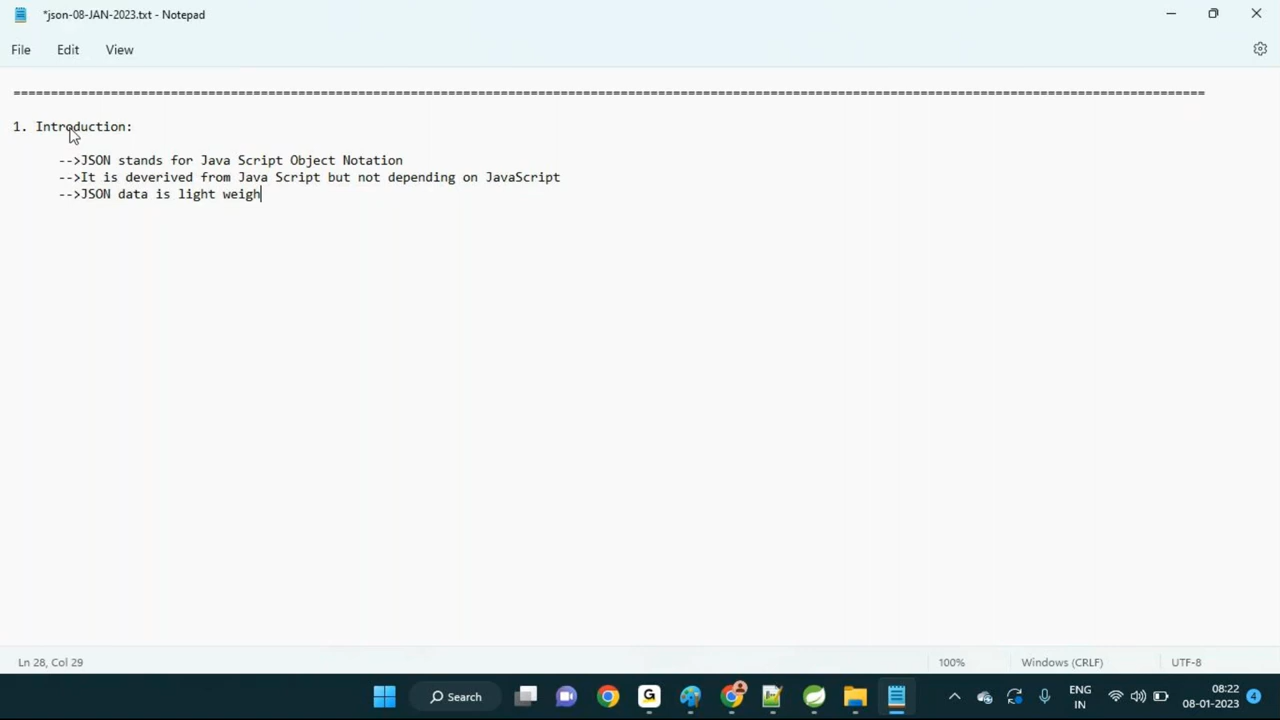 *json-08-JAN-2023.txt - Notepad
File Edit View
===============================================================================================================================================================
1. Introduction:
-->JSON stands for Java Script Object Notation
-->It is deverived from Java Script but not depending on JavaScript
-->JSON data is light weigh
Ln 28, Col 29 100% Windows (CRLF) UTF-8
Search
ENG
IN
08:22
08-01-2023
4